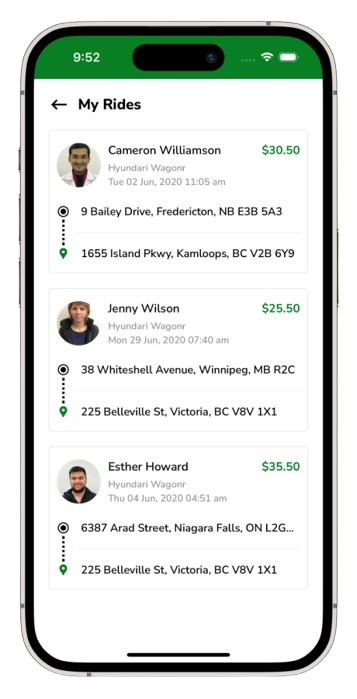 9:52
My Rides
Cameron Williamson $30.50
Hyundari Wagonr
Tue 02 Jun, 2020 11:05 am
9 Bailey Drive, Fredericton, NB E3B 5A3
1655 Island Pkwy, Kamloops, BC V2B 6Y9
Jenny Wilson $25.50
Hyundari Wagonr
Mon 29 Jun, 2020 07:40 am
38 Whiteshell Avenue, Winnipeg, MB R2C
225 Belleville St, Victoria, BC V8V 1X1
Esther Howard $35.50
Hyundari Wagonr
Thu 04 Jun, 2020 04:51 am
6387 Arad Street, Niagara Falls, ON L2G...
225 Belleville St, Victoria, BC V8V 1X1